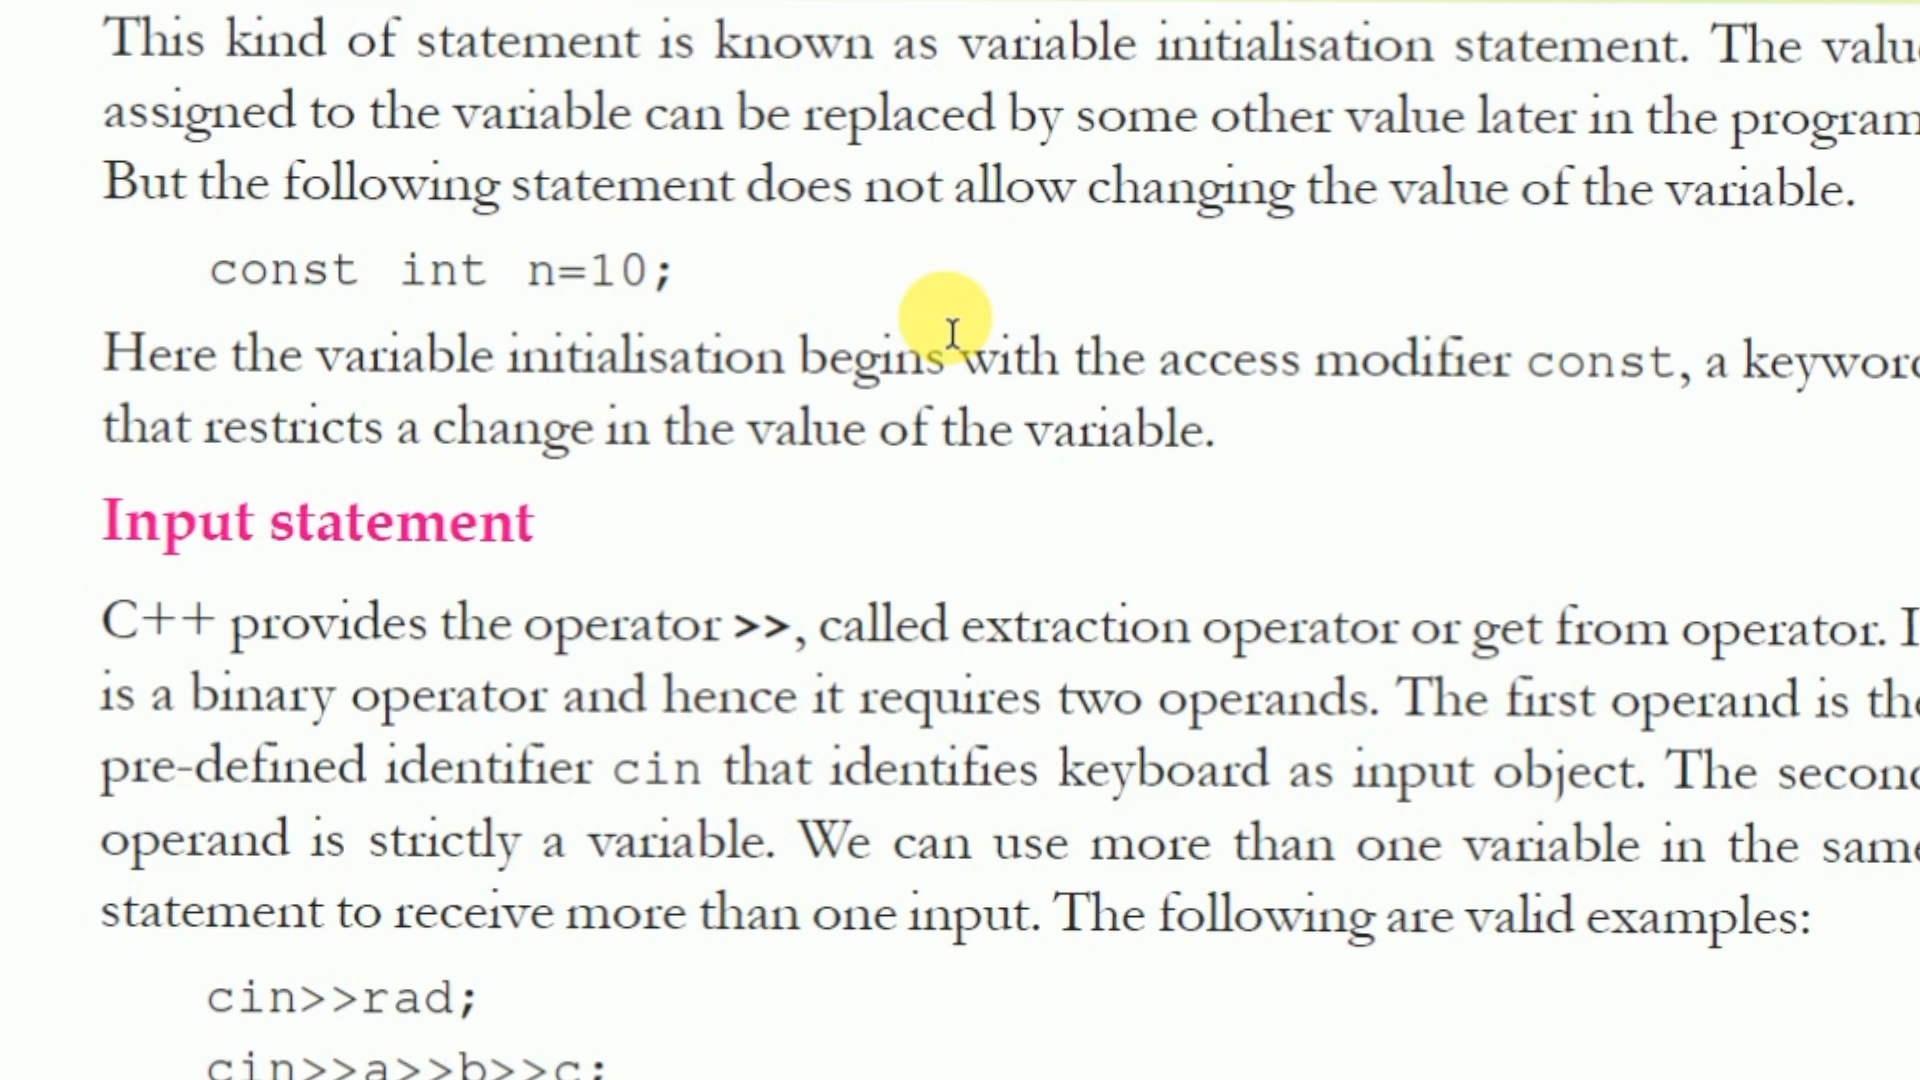 This kind of statement is known as variable initialisation statement. The valu
assigned to the variable can be replaced by some other value later in the program
But the following statement does not allow changing the value of the variable.
const int n=10;
Here the variable initialisation begins with the access modifier const, a keyword
that restricts a change in the value of the variable.
Input statement
C++ provides the operator >>, called extraction operator or get from operator. I
is a binary operator and hence it requires two operands. The first operand is the
pre-defined identifier cin that identifies keyboard as input object. The second
operand is strictly a variable. We can use more than one variable in the same
statement to receive more than one input. The following are valid examples:
cin>>rad;
cin>>a>>b>>c;